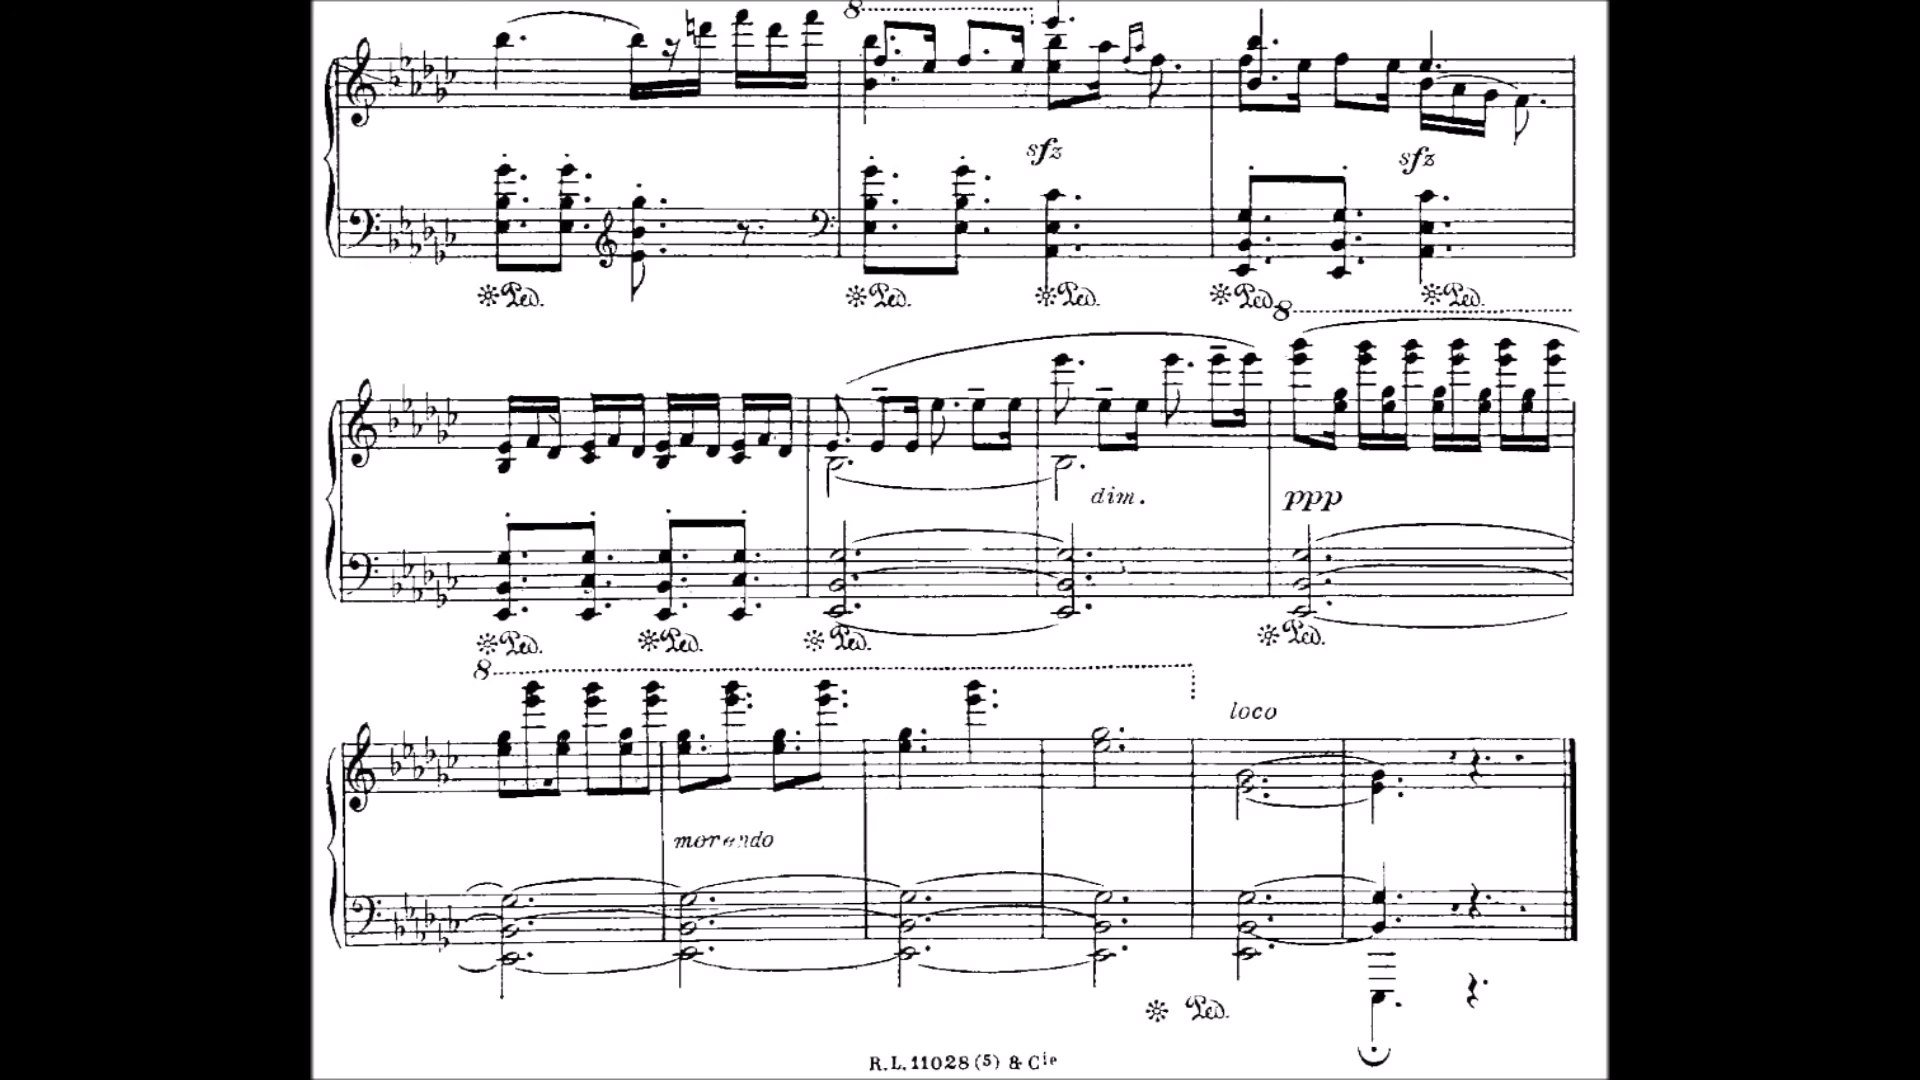 8
sfz
sfz
Ped. Ped. Ped. Ped. Ped.
8
dim.
ppp
Ped. Ped. Ped. Ped.
8
loco
morendo
Ped.
R. L. 11028 (5) & Cie